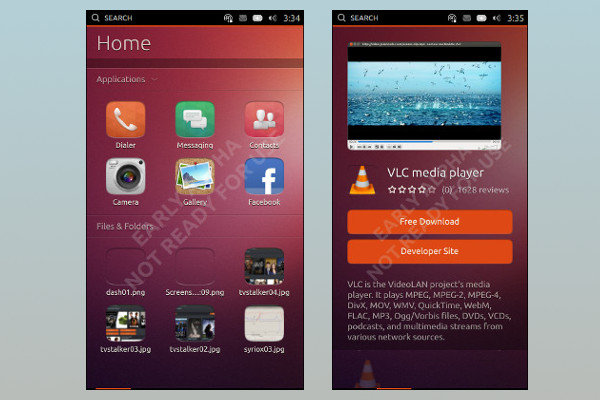 SEARCH
3:34
Home
Applications
Dialer
Messaging
Contacts
Camera
Gallery
Facebook
Files & Folders
dash01.png
Screens....:09.png
tvstalker04.jpg
tvstalker03.jpg
tvstalker02.jpg
syriox03.jpg
EARLY ALPHA
NOT READY FOR USE
SEARCH
3:35
VLC media player
(0) 1628 reviews
Free Download
Developer Site
VLC is the VideoLAN project's media
player. It plays MPEG, MPEG-2, MPEG-4,
DivX, MOV, WMV, QuickTime, WebM,
FLAC, MP3, Ogg/Vorbis files, DVDs, VCDs,
podcasts, and multimedia streams from
various network sources.
EARLY ALPHA
NOT READY FOR USE